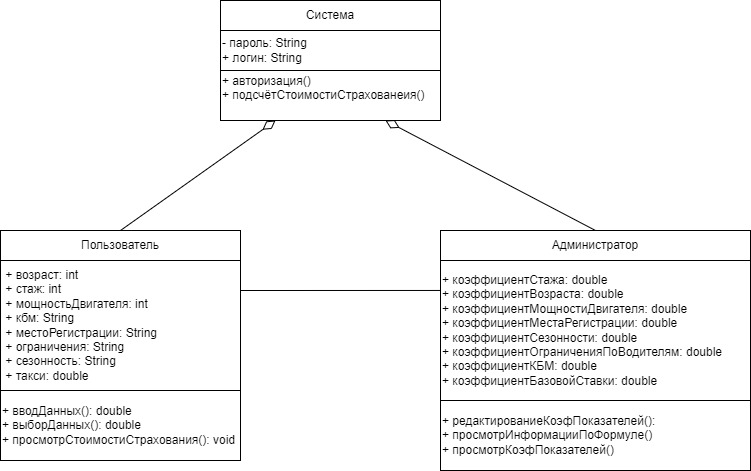 Система
- пароль: String
+ логин: String
+ авторизация()
+ подсчётСтоимостиСтрахованеия()
Пользователь
+ возраст: int
+ стаж: int
+ мощностьДвигателя: int
+ кбм: String
+ местоРегистрации: String
+ ограничения: String
+ сезонность: String
+ такси: double
+ вводДанных(): double
+ выборДанных(): double
+ просмотрСтоимостиСтрахования(): void
Администратор
+ коэффициентСтажа: double
+ коэффициентВозраста: double
+ коэффициентМощностиДвигателя: double
+ коэффициентМестаРегистрации: double
+ коэффициентСезонности: double
+ коэффициентОграниченияПоВодителям: double
+ коэффициентКБМ: double
+ коэффициентБазовойСтавки: double
+ редактированиеКоэфПоказателей():
+ просмотрИнформацииПоФормуле()
+ просмотрКоэфПоказателей()